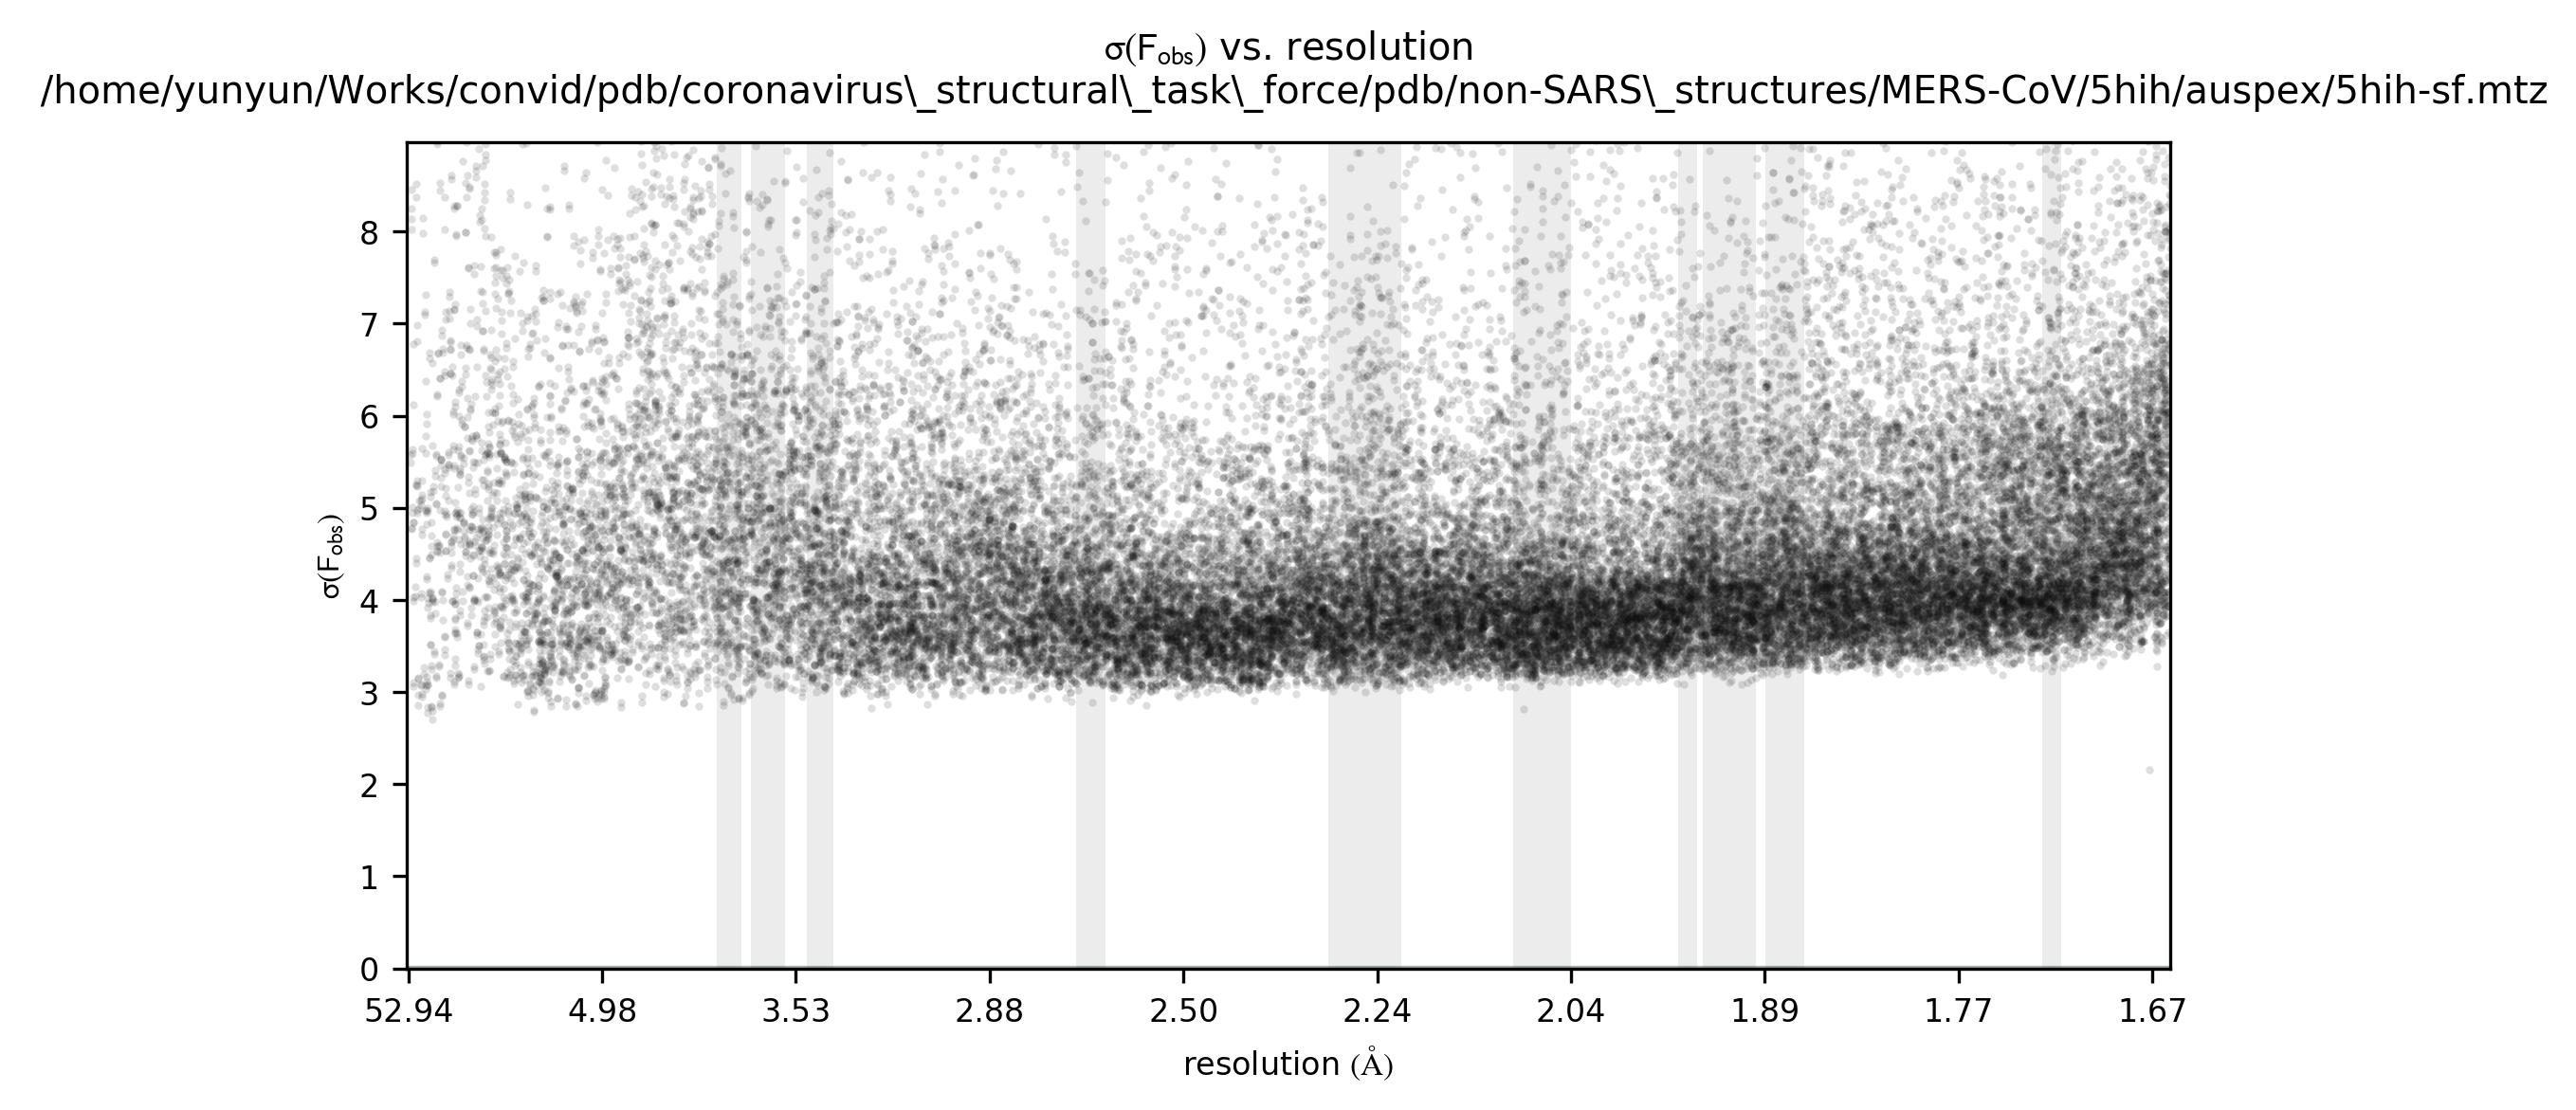 σ(Fobs) vs. resolution
/home/yunyun/Works/convid/pdb/coronavirus\_structural\_task\_force/pdb/non-SARS\_structures/MERS-CoV/5hih/auspex/5hih-sf.mtz
σ(Fobs)
8
7
6
5
4
3
2
1
0
52.94 4.98 3.53 2.88 2.50 2.24 2.04 1.89 1.77 1.67
resolution (Å)